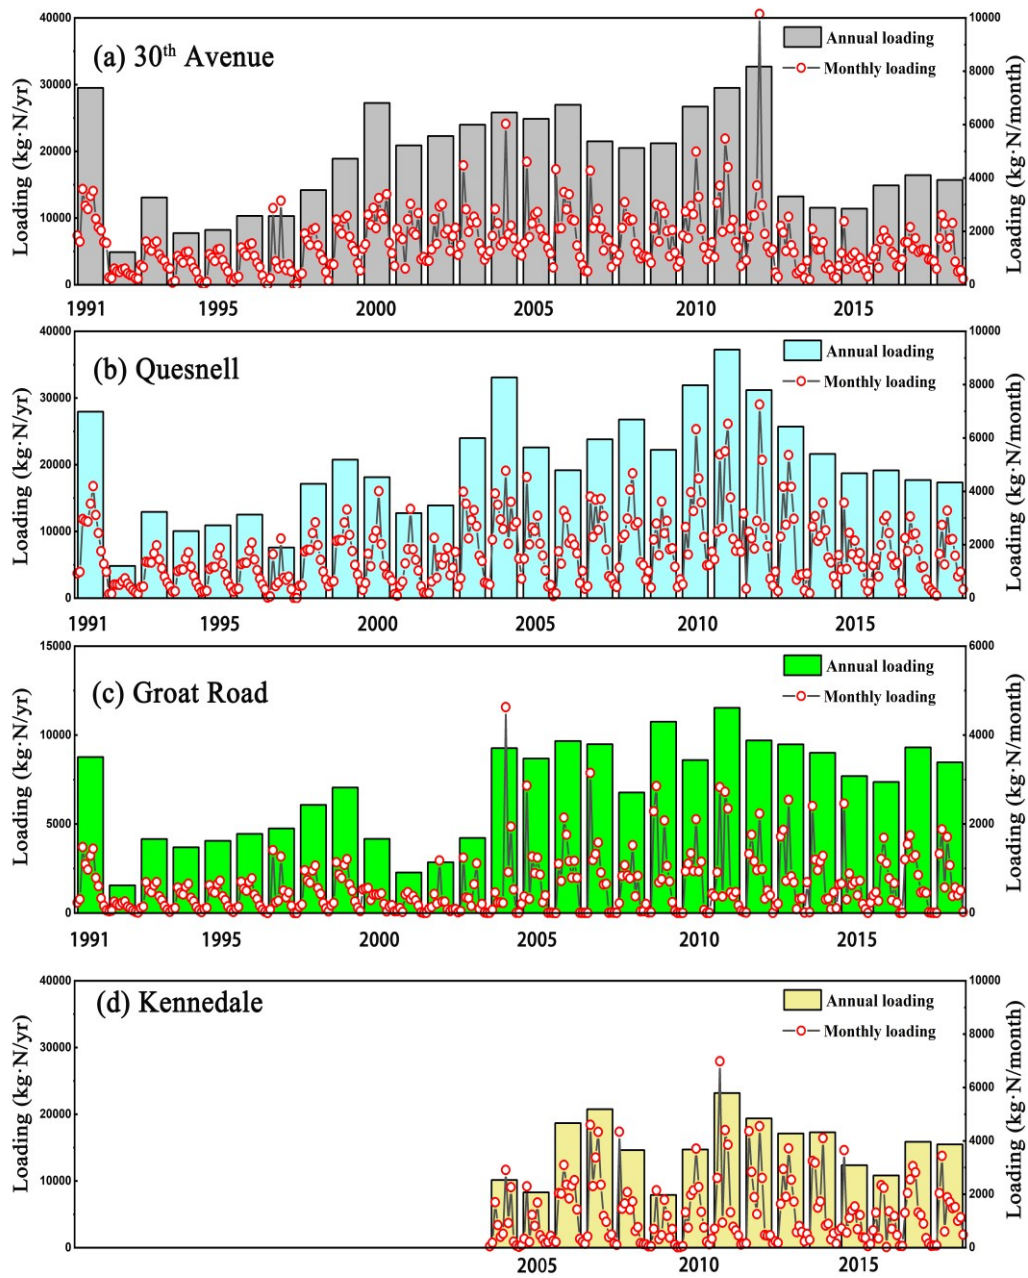 (a) 30th Avenue
Annual loading
Monthly loading
Loading (kg·N/yr)
40000
30000
20000
10000
0
Loading (kg·N/month)
10000
8000
6000
4000
2000
0
1991 1995 2000 2005 2010 2015
(b) Quesnell
Annual loading
Monthly loading
Loading (kg·N/yr)
40000
30000
20000
10000
0
Loading (kg·N/month)
10000
8000
6000
4000
2000
0
1991 1995 2000 2005 2010 2015
(c) Groat Road
Annual loading
Monthly loading
Loading (kg·N/yr)
15000
10000
5000
0
Loading (kg·N/month)
6000
4000
2000
0
1991 1995 2000 2005 2010 2015
(d) Kennedale
Annual loading
Monthly loading
Loading (kg·N/yr)
40000
30000
20000
10000
0
Loading (kg·N/month)
10000
8000
6000
4000
2000
0
2005 2010 2015